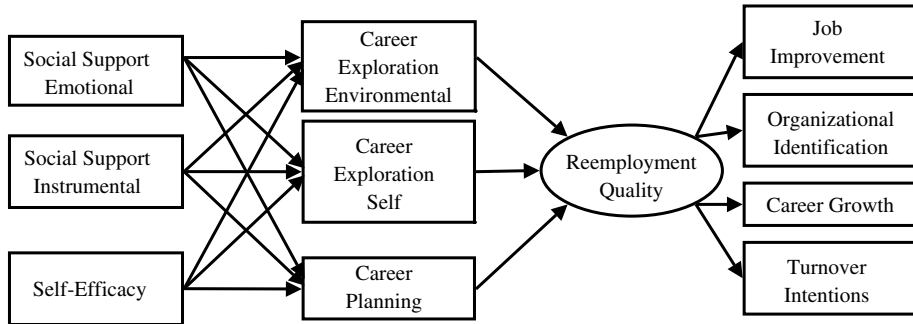 Social Support
Emotional
Social Support
Instrumental
Self-Efficacy
Career
Exploration
Environmental
Career
Exploration
Self
Career
Planning
Reemployment
Quality
Job
Improvement
Organizational
Identification
Career Growth
Turnover
Intentions